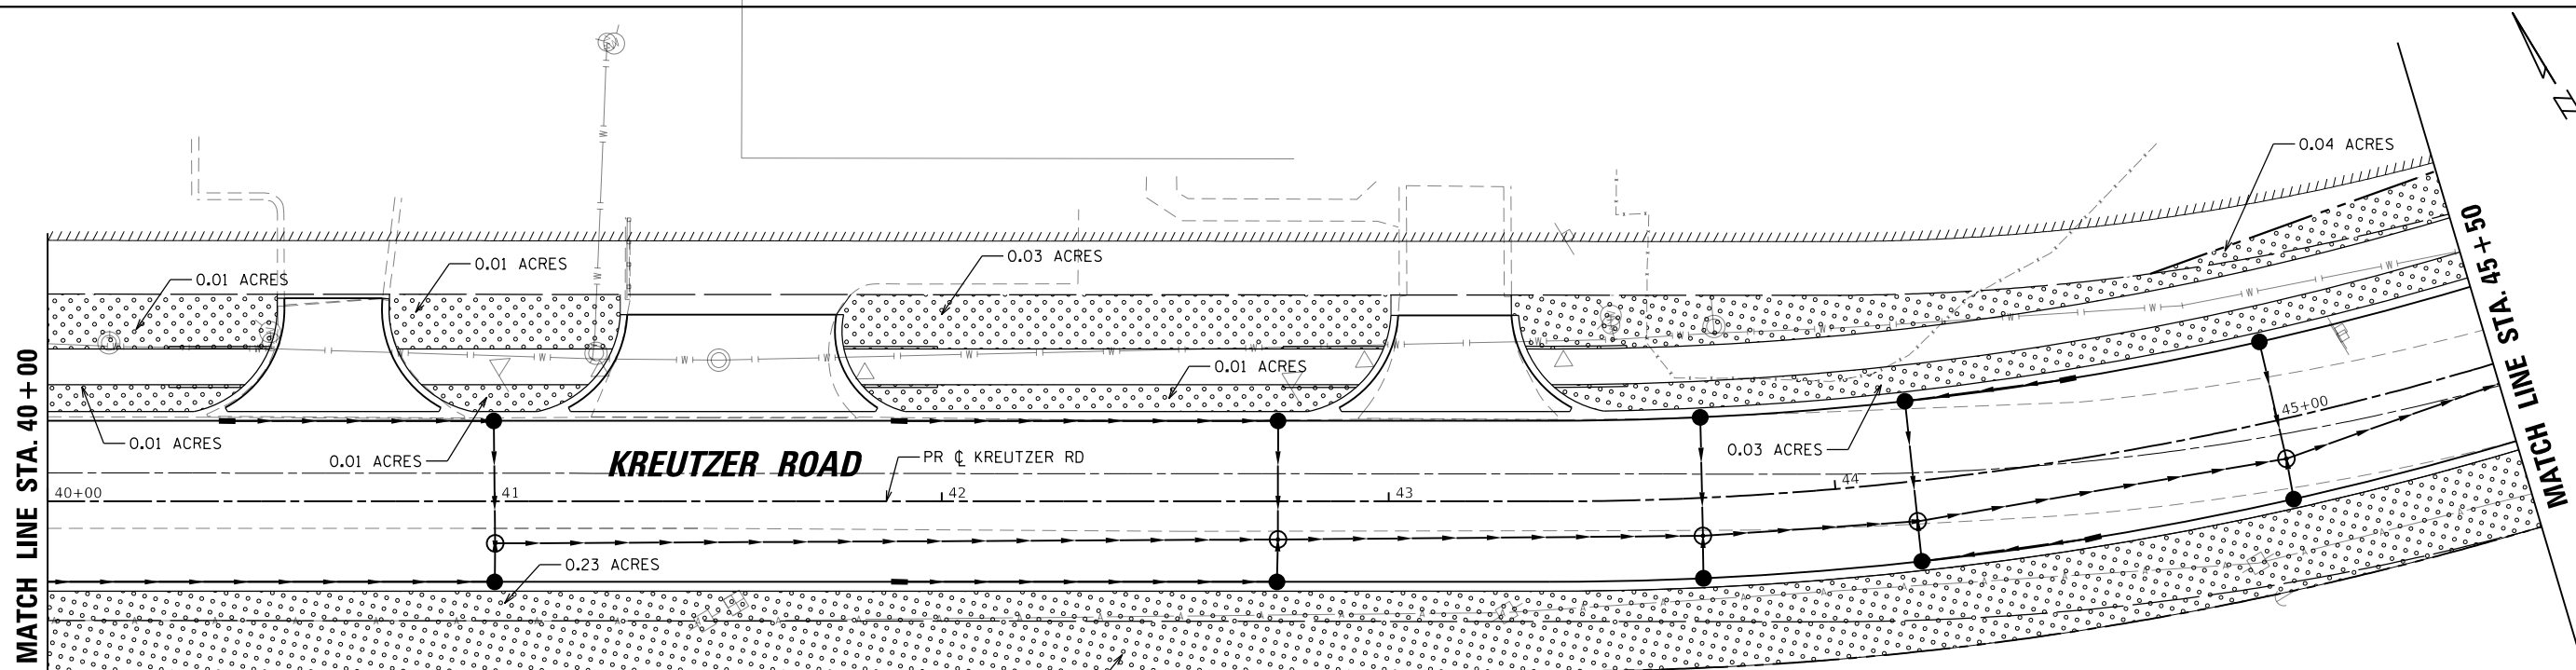 0.04 ACRES
0.03 ACRES
0.01 ACRES
0.01 ACRES
0.01 ACRES
0.01 ACRES
0.01 ACRES
0.03 ACRES
KREUTZER ROAD
PR ℄ KREUTZER RD
40+00
41
42
43
44
45+00
0.23 ACRES
MATCH LINE STA. 40+00
MATCH LINE STA. 45+50